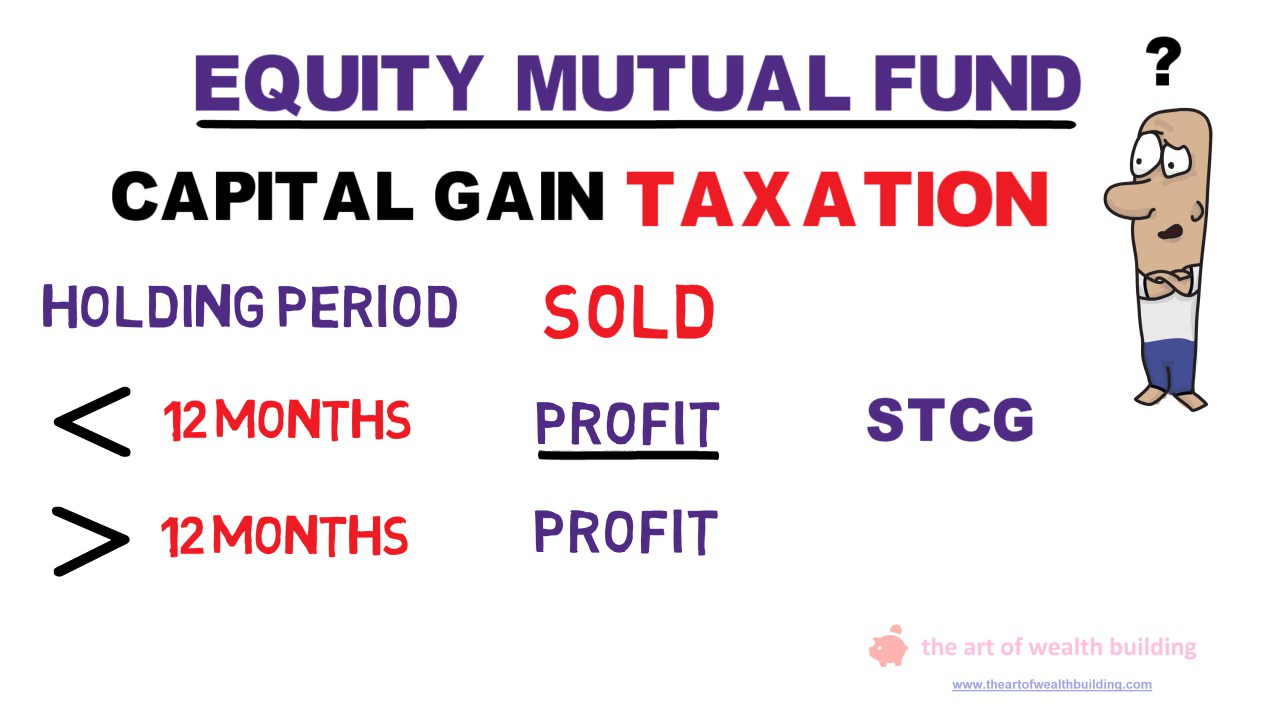 EQUITY MUTUAL FUND
?
CAPITAL GAIN TAXATION
HOLDING PERIOD SOLD
< 12 MONTHS PROFIT STCG
> 12 MONTHS PROFIT
the art of wealth building
www.theartofwealthbuilding.com